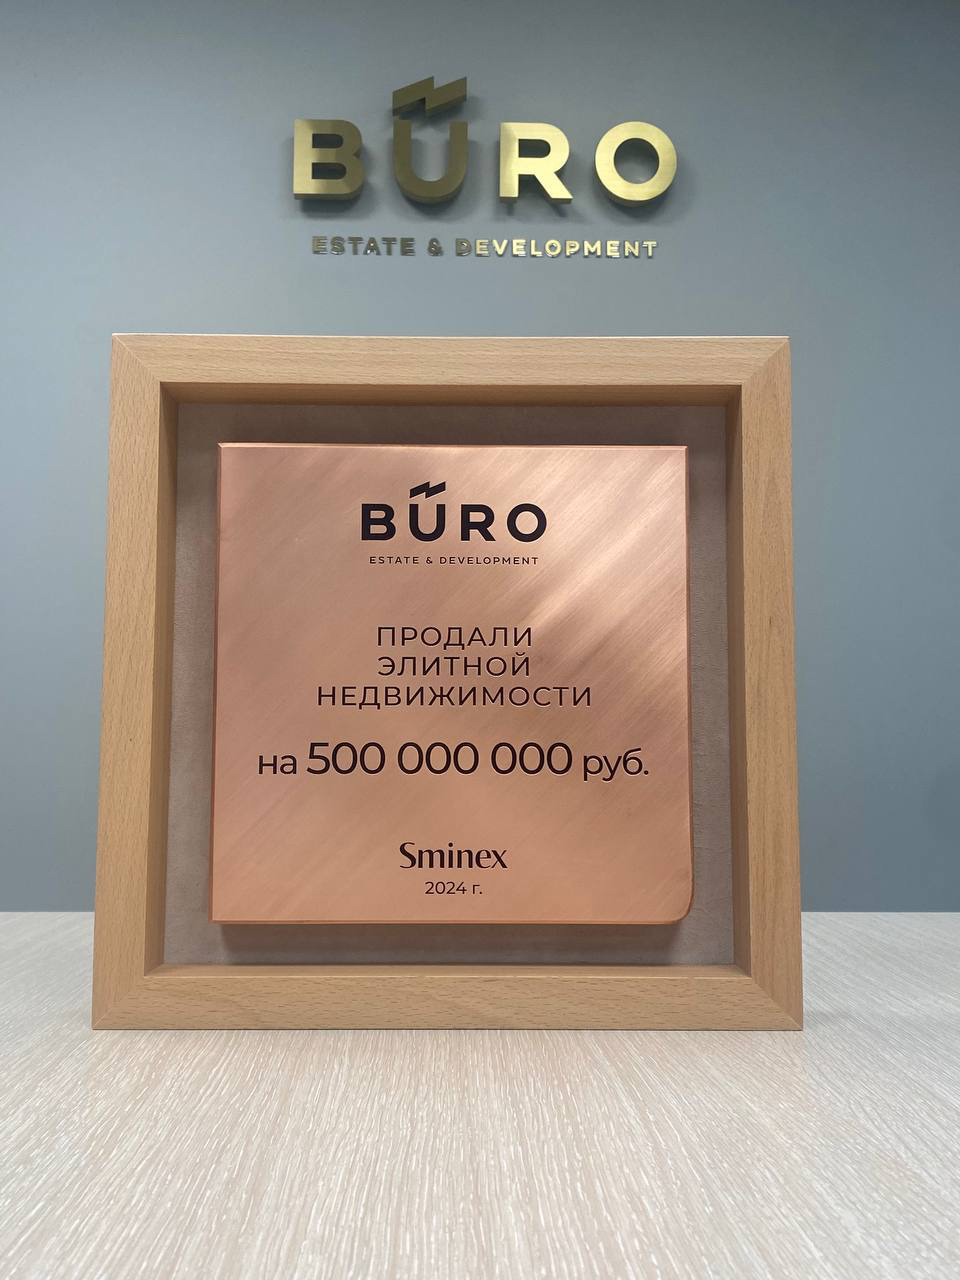 BŪRO
ESTATE & DEVELOPMENT
BŪRO
ESTATE & DEVELOPMENT
ПРОДАЛИ
ЭЛИТНОЙ
НЕДВИЖИМОСТИ
на 500 000 000 руб.
Sminex
2024 г.